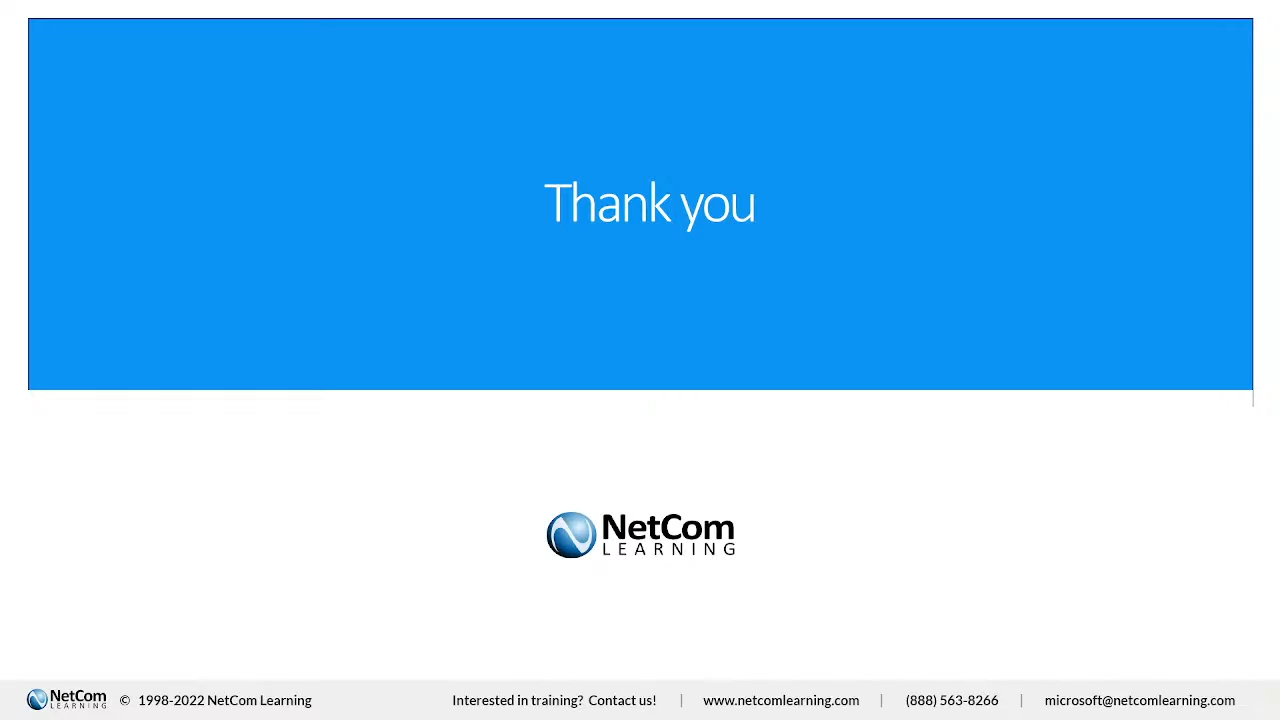 Thank you
NetCom
LEARNING
NetCom
LEARNING
© 1998-2022 NetCom Learning
Interested in training? Contact us! | www.netcomlearning.com | (888) 563-8266 | microsoft@netcomlearning.com